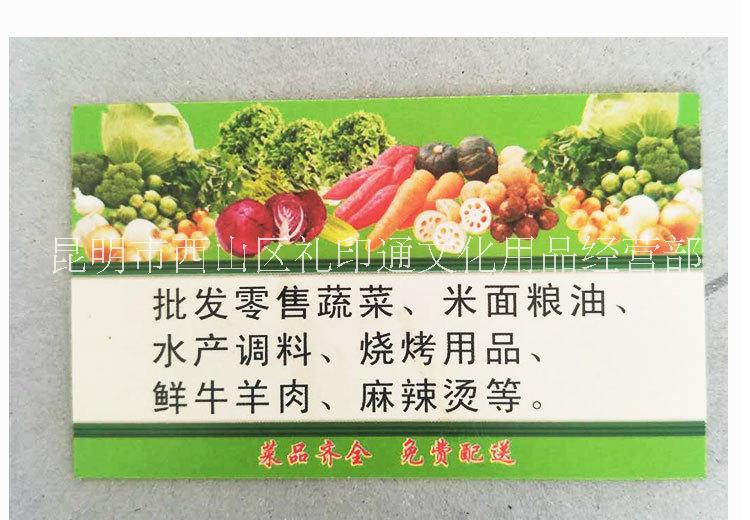 昆明市西山区礼印通文化用品经营部
批发零售蔬菜、米面粮油、
水产调料、烧烤用品、
鲜牛羊肉、麻辣烫等。
菜品齐全 免费配送